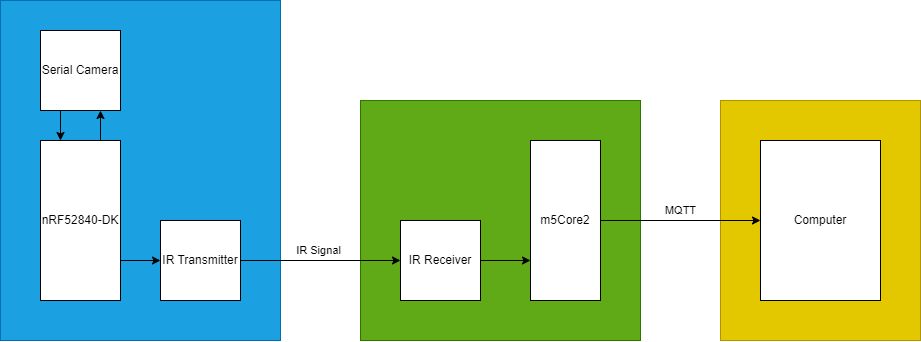 Serial Camera
nRF52840-DK
IR Transmitter
IR Signal
IR Receiver
m5Core2
MQTT
Computer